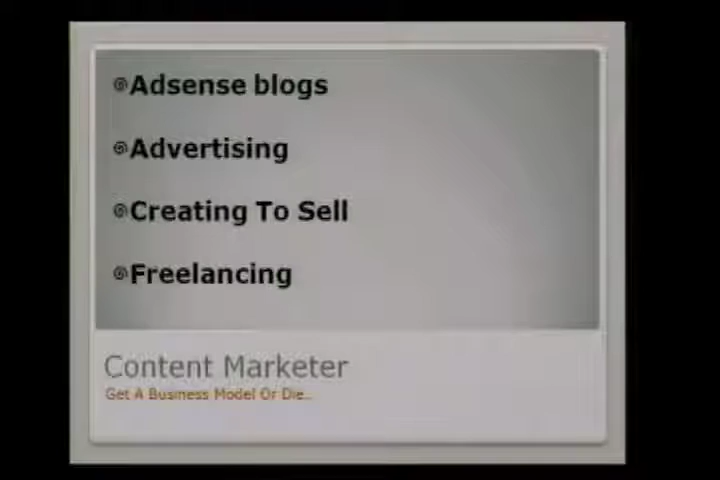 Adsense blogs
Advertising
Creating To Sell
Freelancing
Content Marketer
Get A Business Model Or Die..